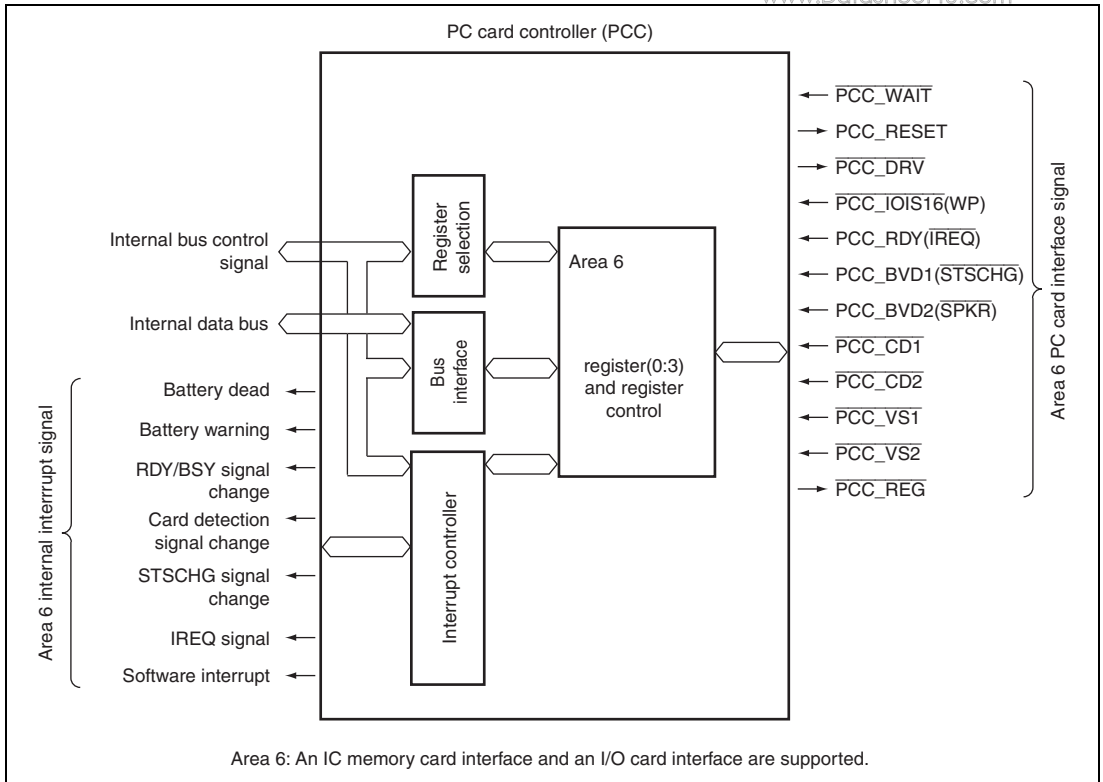 PC card controller (PCC)
Internal bus control
signal
Internal data bus
Battery dead
Battery warning
RDY/BSY signal
change
Card detection
signal change
STSCHG signal
change
IREQ signal
Software interrupt
Area 6 internal interrrupt signal
Register
selection
Bus
interface
Interrupt controller
Area 6
register(0:3)
and register
control
PCC_WAIT
PCC_RESET
PCC_DRV
PCC_IOIS16(WP)
PCC_RDY(IREQ)
PCC_BVD1(STSCHG)
PCC_BVD2(SPKR)
PCC_CD1
PCC_CD2
PCC_VS1
PCC_VS2
PCC_REG
Area 6 PC card interface signal
Area 6: An IC memory card interface and an I/O card interface are supported.